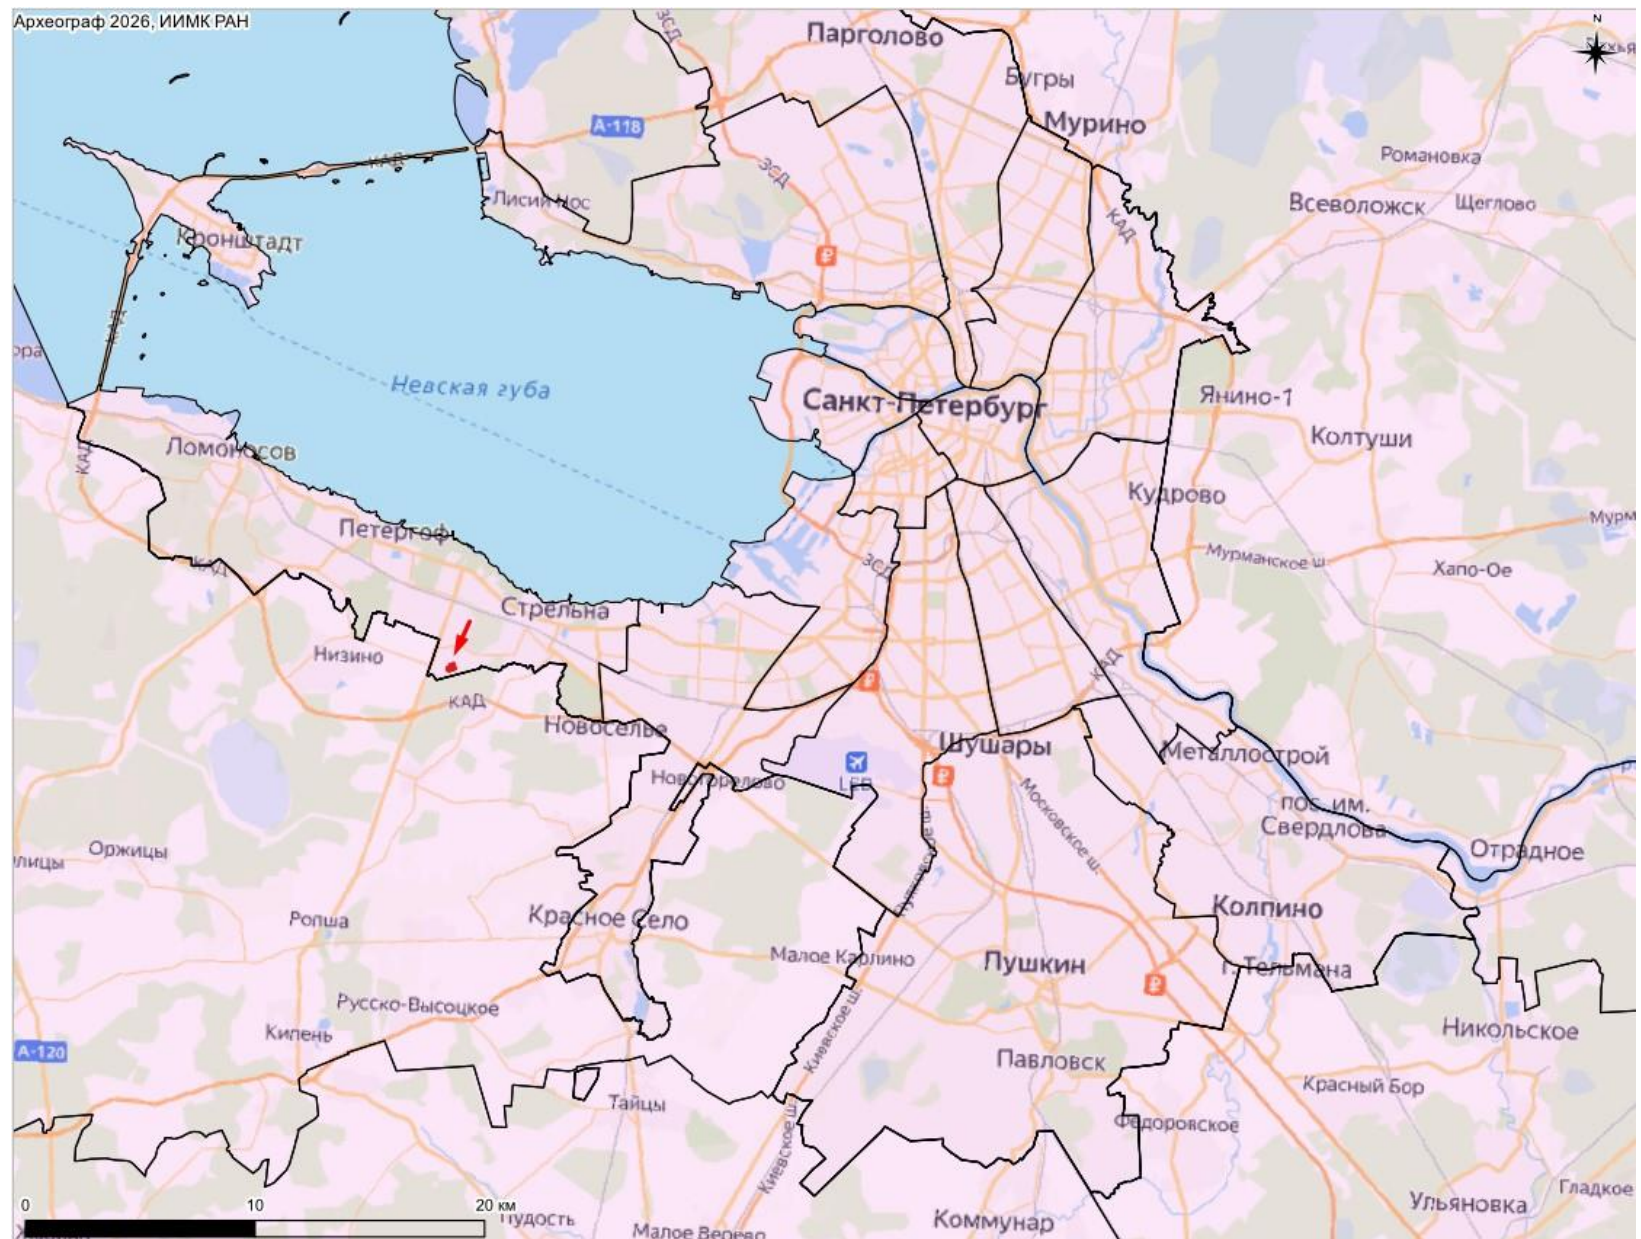 Археограф 2026, ИИМК РАН
N
ЗСД
Парголово
Бугры
А-118
Мурино
КАД
ЗСД
Романовка
Лисий Нос
Всеволожск
Щеглово
КАД
Кронштадт
₽
КАД
Невская губа
Санкт-Петербург
Янино-1
Колтуши
Ломоносов
КАД
Кудрово
Петергоф
Мурм
Мурманское ш.
КАД
ЗСД
Хапо-Ое
Стрельна
Низино
КАД
₽
КАД
Новоселье
Шушары
Металлострой
Новогорелово
LED
₽
Московское ш.
пос. им.
Свердлова
Пулковское ш.
Оржицы
Отрадное
Ропша
Красное Село
Колпино
Малое Карлино
Пушкин
г. Тельмана
₽
Русско-Высоцкое
Кипень
Киевское ш.
Никольское
А-120
Павловск
Красный Бор
Тайцы
Федоровское
Киевское ш.
Гладкое
Ульяновка
0 10 20 км
Пудость
Малое Верево
Коммунар